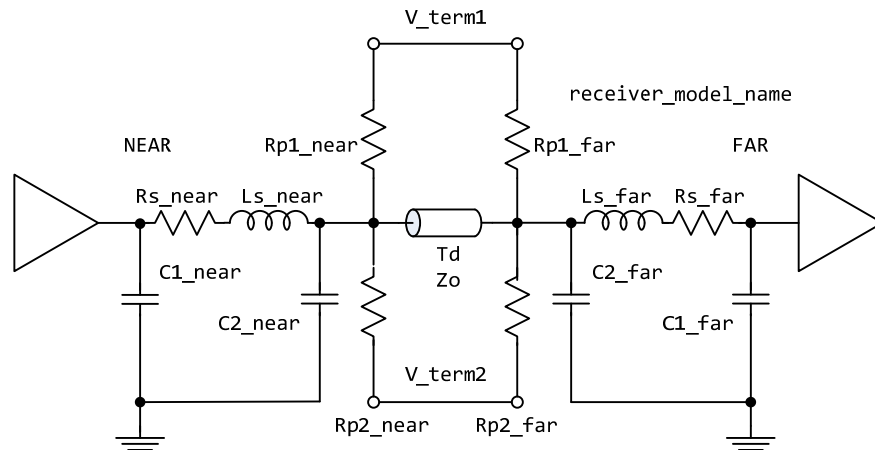 V_term1
receiver_model_name
NEAR
Rp1_near
Rp1_far
FAR
Rs_near
Ls_near
Ls_far
Rs_far
Td
Zo
C1_near
C2_far
C2_near
C1_far
V_term2
Rp2_near
Rp2_far